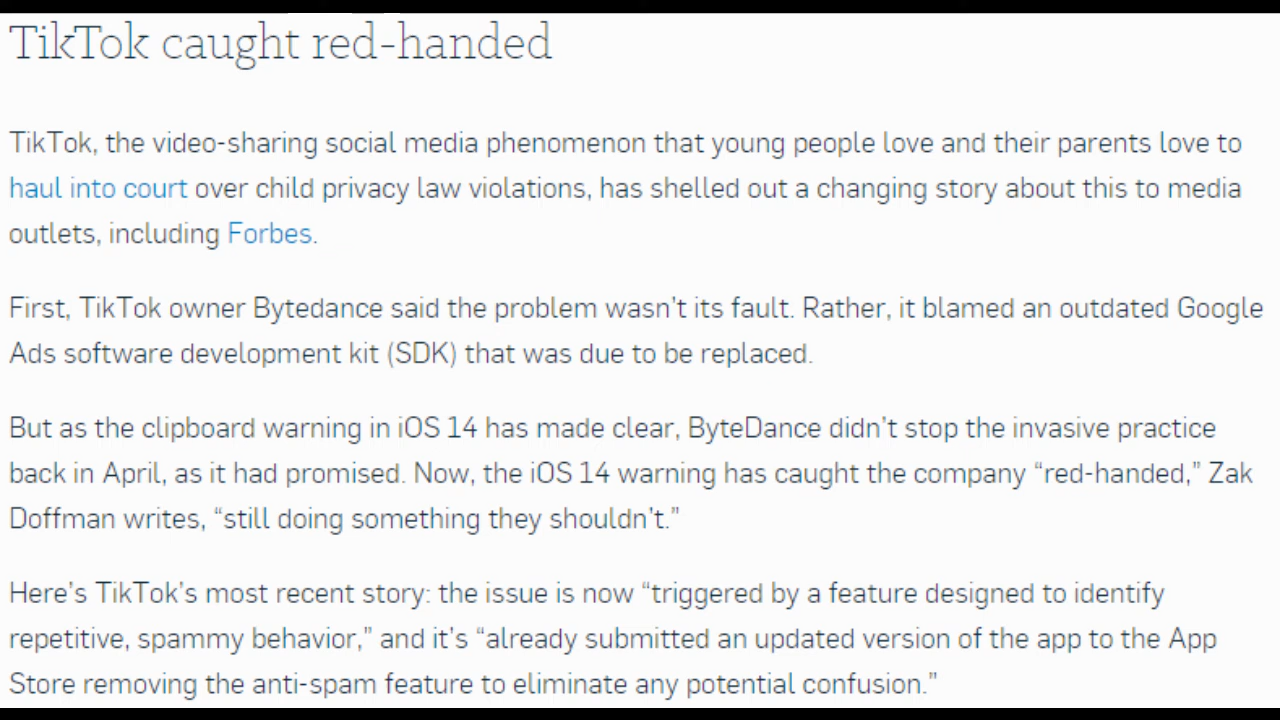 TikTok caught red-handed
TikTok, the video-sharing social media phenomenon that young people love and their parents love to
haul into court over child privacy law violations, has shelled out a changing story about this to media
outlets, including Forbes.
First, TikTok owner Bytedance said the problem wasn't its fault. Rather, it blamed an outdated Google
Ads software development kit (SDK) that was due to be replaced.
But as the clipboard warning in iOS 14 has made clear, ByteDance didn't stop the invasive practice
back in April, as it had promised. Now, the iOS 14 warning has caught the company “red-handed,” Zak
Doffman writes, “still doing something they shouldn't.”
Here's TikTok's most recent story: the issue is now “triggered by a feature designed to identify
repetitive, spammy behavior,” and it's “already submitted an updated version of the app to the App
Store removing the anti-spam feature to eliminate any potential confusion.”